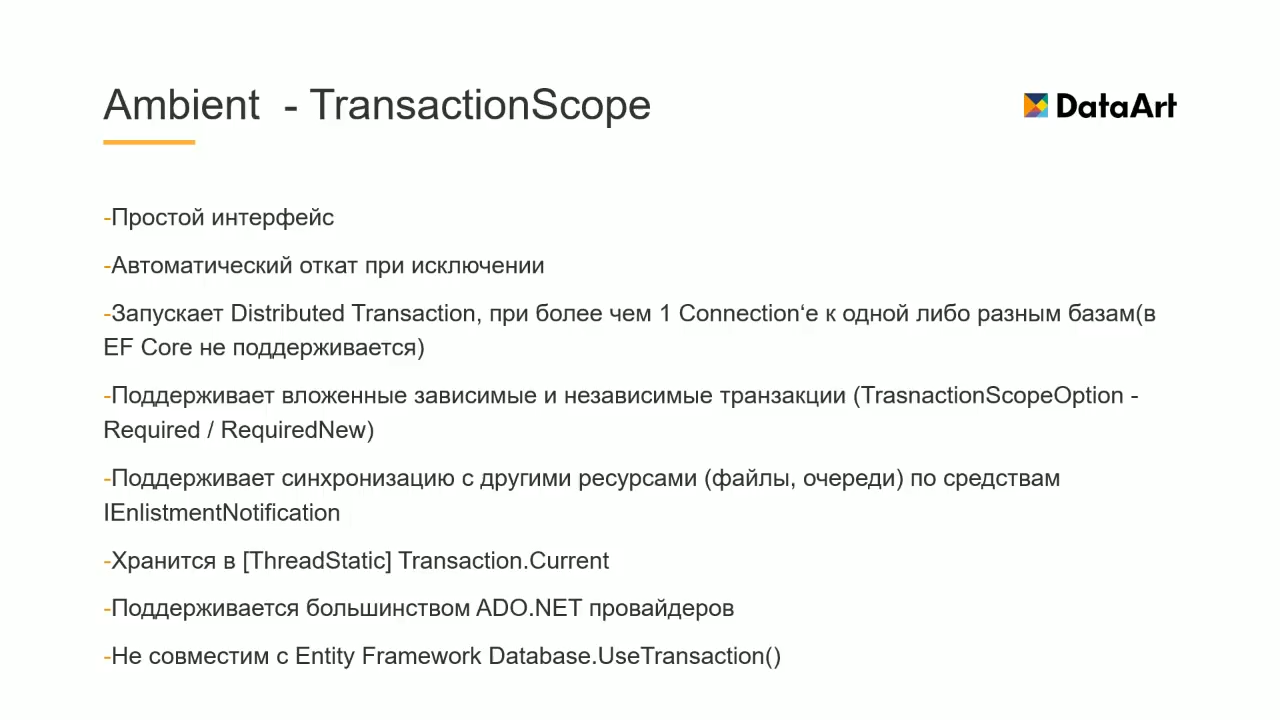 Ambient  - TransactionScope
DataArt
-Простой интерфейс
-Автоматический откат при исключении
-Запускает Distributed Transaction, при более чем 1 Connection‘е к одной либо разным базам(в
EF Core не поддерживается)
-Поддерживает вложенные зависимые и независимые транзакции (TrasnactionScopeOption -
Required / RequiredNew)
-Поддерживает синхронизацию с другими ресурсами (файлы, очереди) по средствам
IEnlistmentNotification
-Хранится в [ThreadStatic] Transaction.Current
-Поддерживается большинством ADO.NET провайдеров
-Не совместим с Entity Framework Database.UseTransaction()